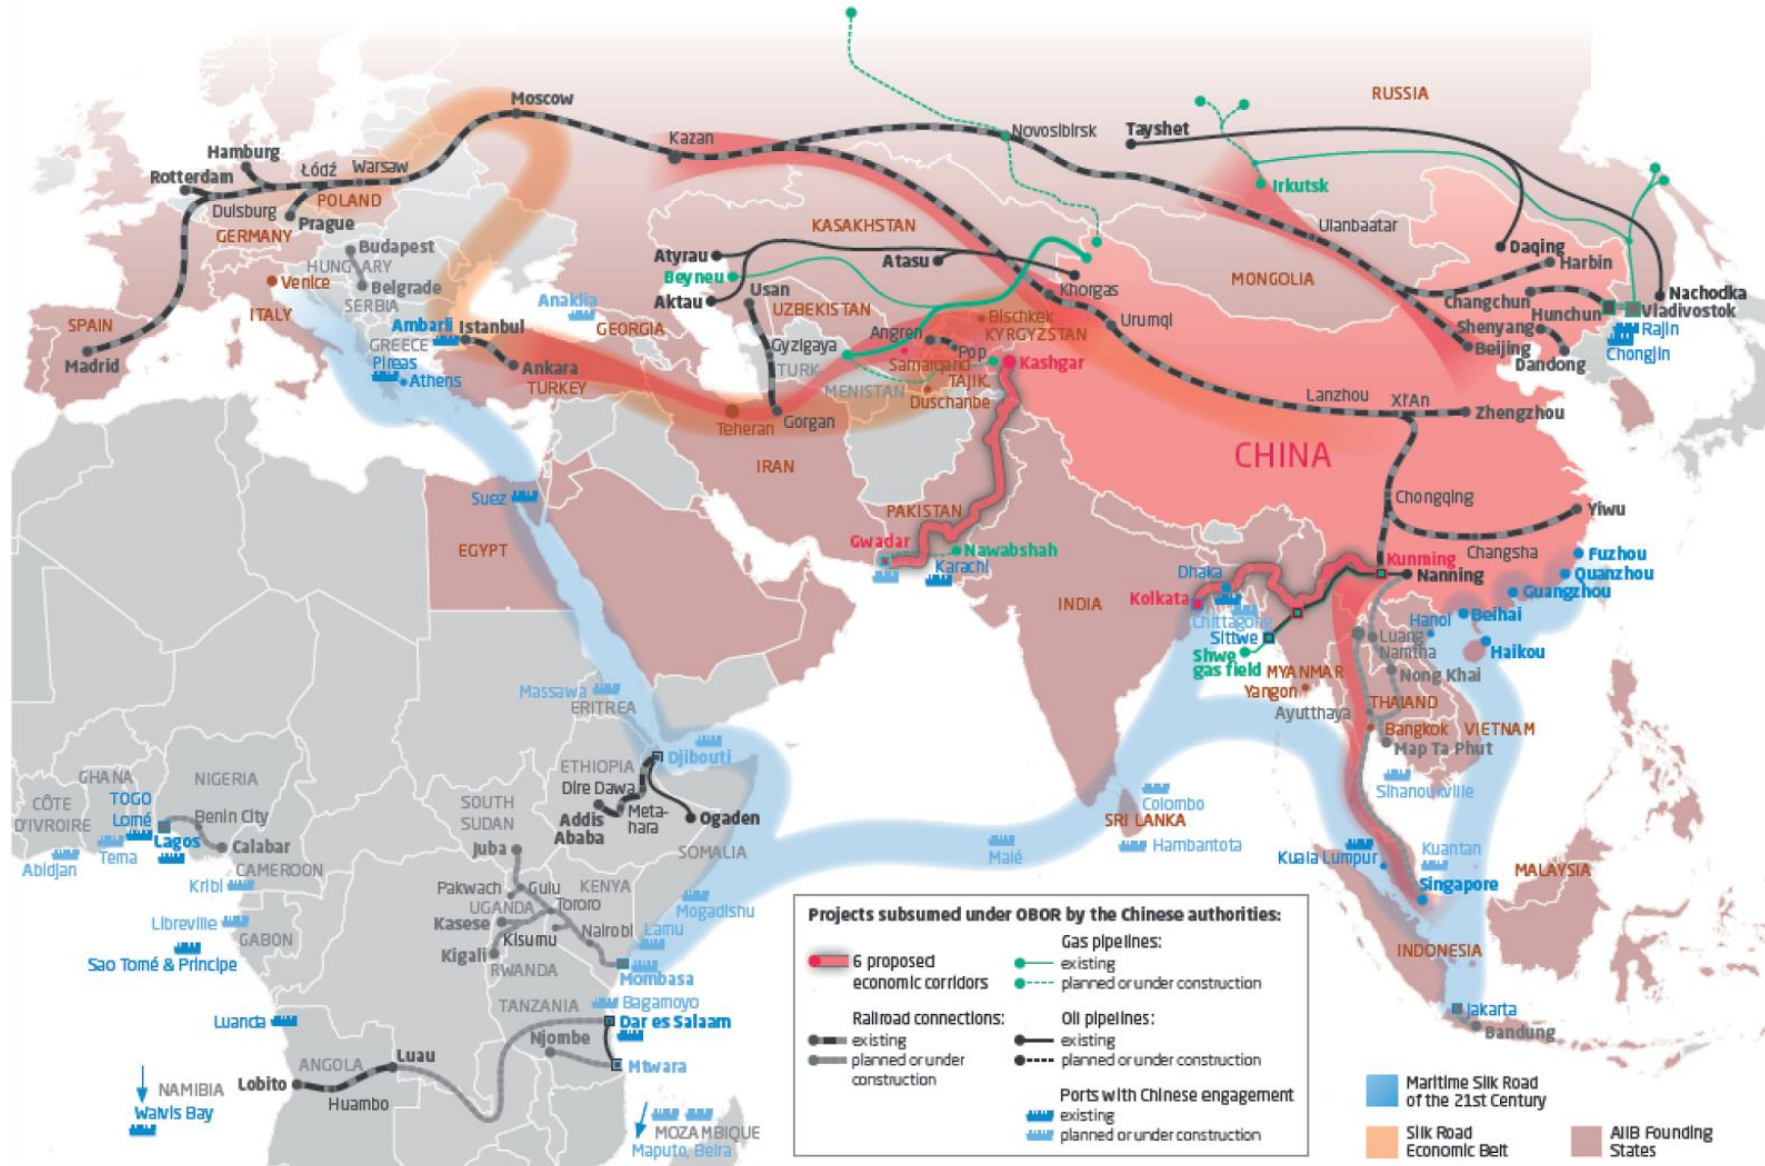 Moscow
RUSSIA
Kazan
Novosibirsk
Tayshet
Hamburg
Łódź
Warsaw
Rotterdam
Duisburg
POLAND
Prague
GERMANY
Irkutsk
Ulanbaatar
KASAKHSTAN
Budapest
HUNGARY
Belgrade
SERBIA
Venice
ITALY
Atyrau
Beyneu
Aktau
Atasu
Usan
UZBEKISTAN
Khorgas
Urumqi
MONGOLIA
Daqing
Harbin
Changchun
Hunchun
Nachodka
Vladivostok
Shenyang
Rajin
Beijing
Chongjin
Dandong
SPAIN
Madrid
Anaklia
GEORGIA
Ambarli
Istanbul
GREECE
Pireas
Athens
Ankara
TURKEY
Angren
Bischkek
KYRGYZSTAN
Gyzigaya
Pop
Samarqand
Kashgar
TURK
MENISTAN
TAJIK.
Duschanbe
Teheran
Gorgan
Lanzhou
Xi'An
Zhengzhou
CHINA
IRAN
Suez
EGYPT
PAKISTAN
Gwadar
Nawabshah
Karachi
Chongqing
Yiwu
Changsha
Kunming
Nanning
Fuzhou
Quanzhou
Guangzhou
Dhaka
Kolkata
INDIA
Chittagong
Sittwe
Shwe
gas field
Hanoi
Beihai
Haikou
Luang
Namtha
Nong Khai
MYANMAR
Yangon
THAILAND
Ayutthaya
Bangkok
VIETNAM
Map Ta Phut
Massawa
ERITREA
Djibouti
ETHIOPIA
Dire Dawa
Addis
Ababa
Meta-
hara
Ogaden
SOMALIA
GHANA
NIGERIA
CÔTE
D'IVROIRE
TOGO
Lomé
Benin City
Lagos
Tema
Calabar
Abidjan
CAMEROON
Kribi
Libreville
GABON
Sao Tomé & Principe
SOUTH
SUDAN
Juba
Pakwach
Gulu
KENYA
UGANDA
Tororo
Kasese
Kisumu
Nairobi
Kigali
RWANDA
Mogadishu
Lamu
Mombasa
TANZANIA
Bagamoyo
Dar es Salaam
Njombe
Mtwara
Luanda
ANGOLA
Luau
Lobito
Huambo
NAMIBIA
Walvis Bay
MOZAMBIQUE
Maputo, Beira
Malé
Colombo
SRI LANKA
Hambantota
Sihanoukville
Kuala Lumpur
Kuantan
Singapore
MALAYSIA
INDONESIA
Jakarta
Bandung
Projects subsumed under OBOR by the Chinese authorities:
6 proposed
economic corridors
Railroad connections:
existing
planned or under
construction
Gas pipelines:
existing
planned or under construction
Oil pipelines:
existing
planned or under construction
Ports with Chinese engagement
existing
planned or under construction
Maritime Silk Road
of the 21st Century
Silk Road
Economic Belt
AIIB Founding
States